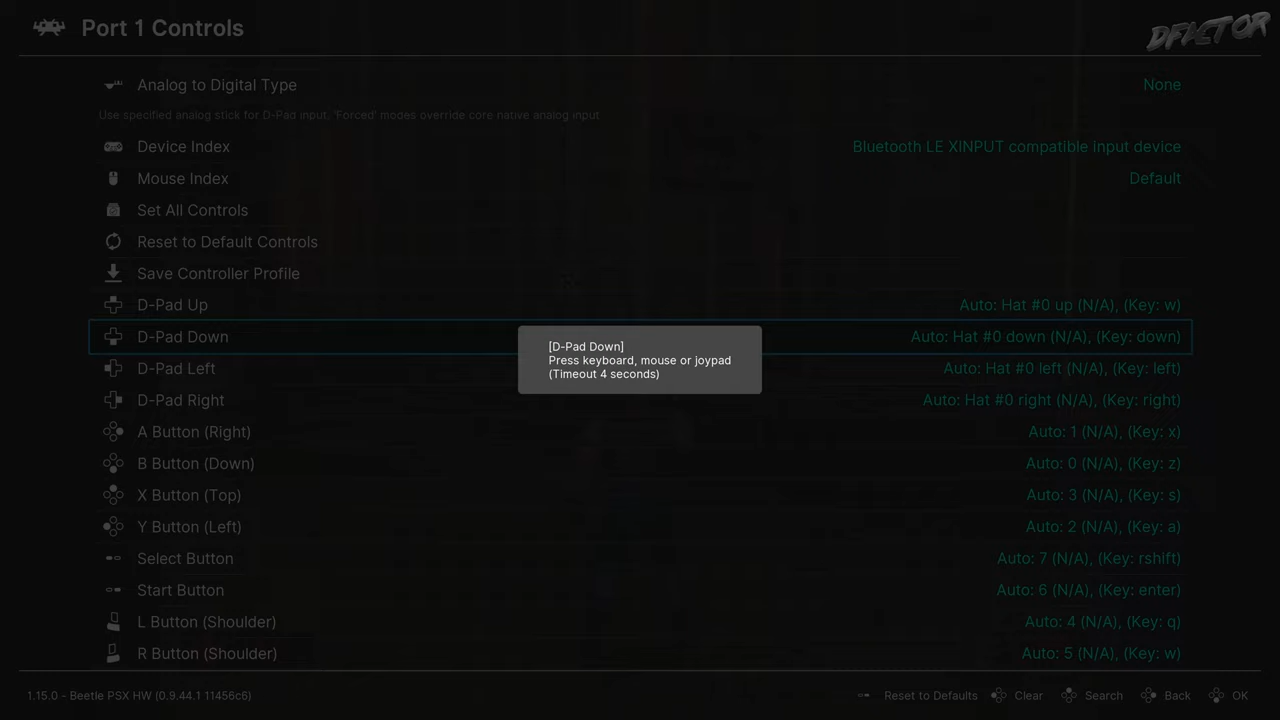 Port 1 Controls
DFACTOR
Analog to Digital Type None
Use specified analog stick for D-Pad input. 'Forced' modes override core native analog input.
Device Index Bluetooth LE XINPUT compatible input device
Mouse Index Default
Set All Controls
Reset to Default Controls
Save Controller Profile
D-Pad Up Auto: Hat #0 up (N/A), (Key: w)
D-Pad Down Auto: Hat #0 down (N/A), (Key: down)
[D-Pad Down]
Press keyboard, mouse or joypad
(Timeout 4 seconds)
D-Pad Left Auto: Hat #0 left (N/A), (Key: left)
D-Pad Right Auto: Hat #0 right (N/A), (Key: right)
A Button (Right) Auto: 1 (N/A), (Key: x)
B Button (Down) Auto: 0 (N/A), (Key: z)
X Button (Top) Auto: 3 (N/A), (Key: s)
Y Button (Left) Auto: 2 (N/A), (Key: a)
Select Button Auto: 7 (N/A), (Key: rshift)
Start Button Auto: 6 (N/A), (Key: enter)
L Button (Shoulder) Auto: 4 (N/A), (Key: q)
R Button (Shoulder) Auto: 5 (N/A), (Key: w)
1.15.0 - Beetle PSX HW (0.9.44.1 11456c6) Reset to Defaults Clear Search Back OK